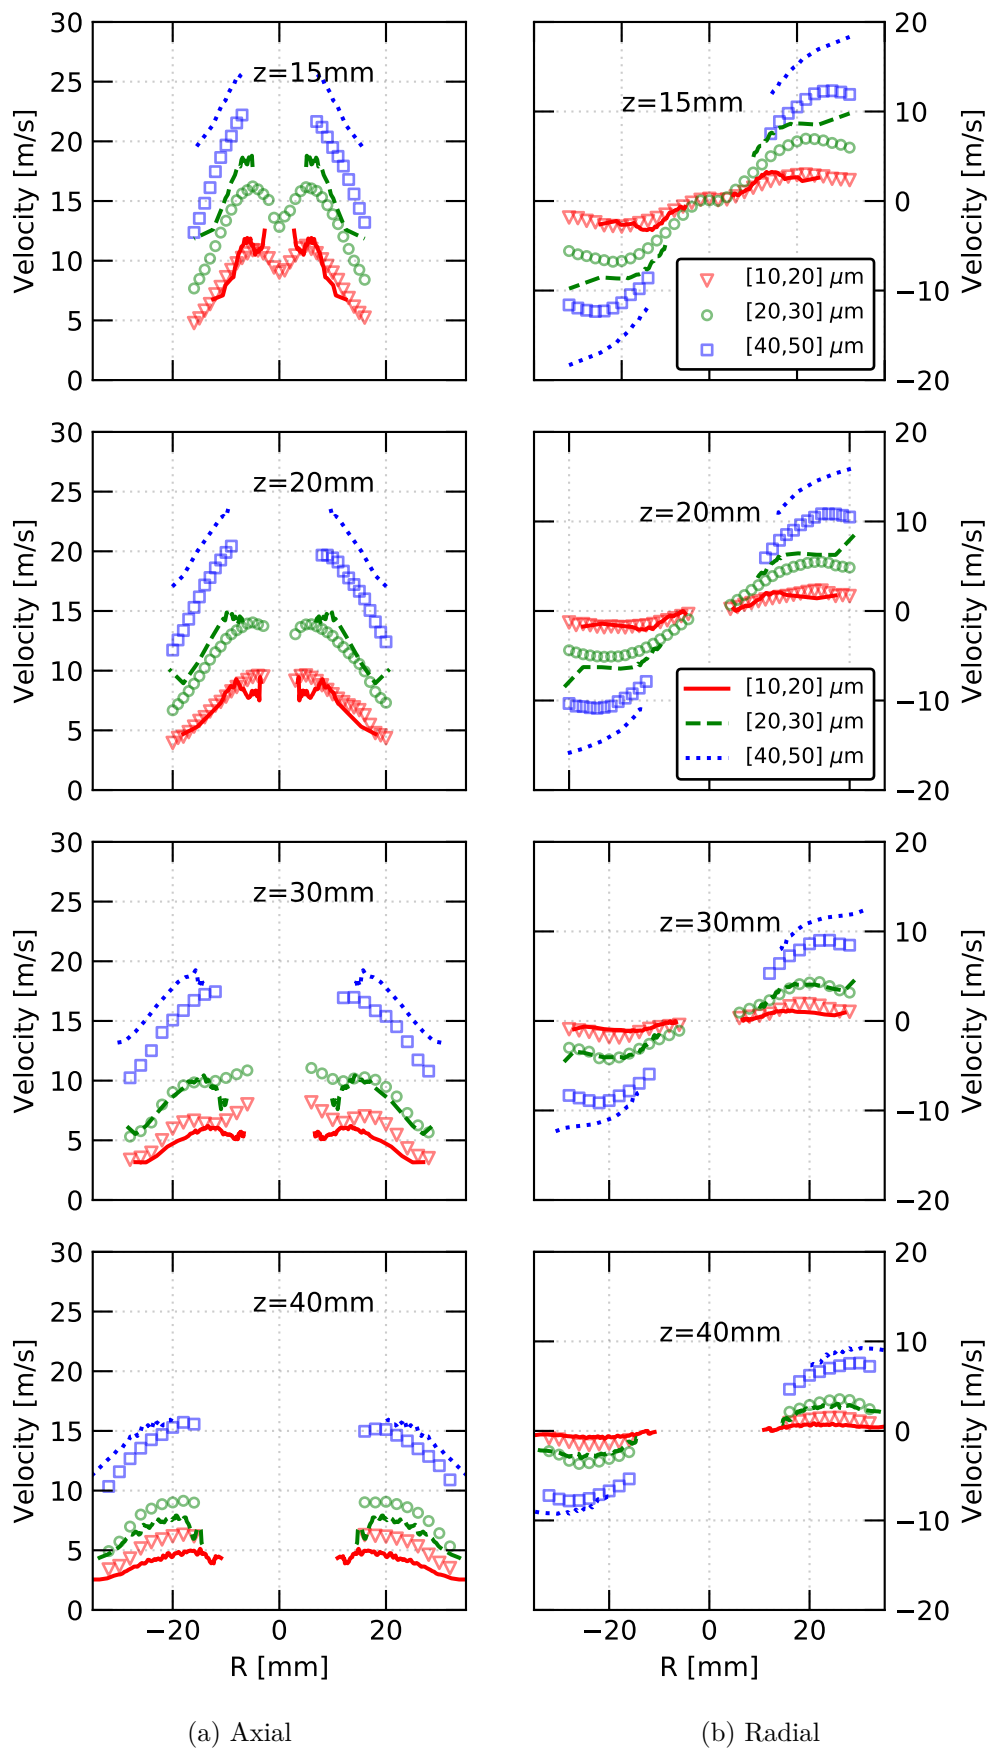 30
25
20
15
10
5
0
Velocity [m/s]
z=15mm
20
10
0
−10
−20
Velocity [m/s]
z=15mm
[10,20] μm
[20,30] μm
[40,50] μm
30
25
20
15
10
5
0
Velocity [m/s]
z=20mm
20
10
0
−10
−20
Velocity [m/s]
z=20mm
[10,20] μm
[20,30] μm
[40,50] μm
30
25
20
15
10
5
0
Velocity [m/s]
z=30mm
20
10
0
−10
−20
Velocity [m/s]
z=30mm
30
25
20
15
10
5
0
Velocity [m/s]
z=40mm
−20 0 20
R [mm]
20
10
0
−10
−20
Velocity [m/s]
z=40mm
−20 0 20
R [mm]
(a) Axial
(b) Radial